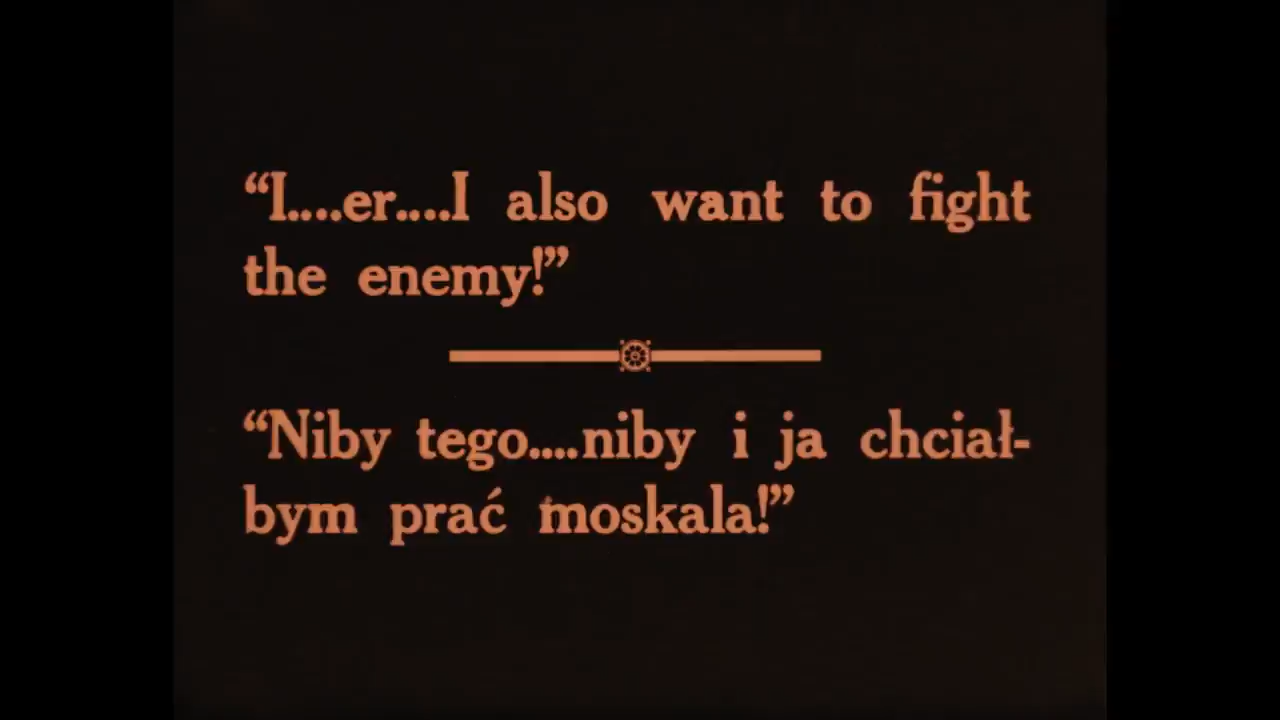 “I....er....I also want to fight
the enemy!”
“Niby tego....niby i ja chciał-
bym prać moskala!”